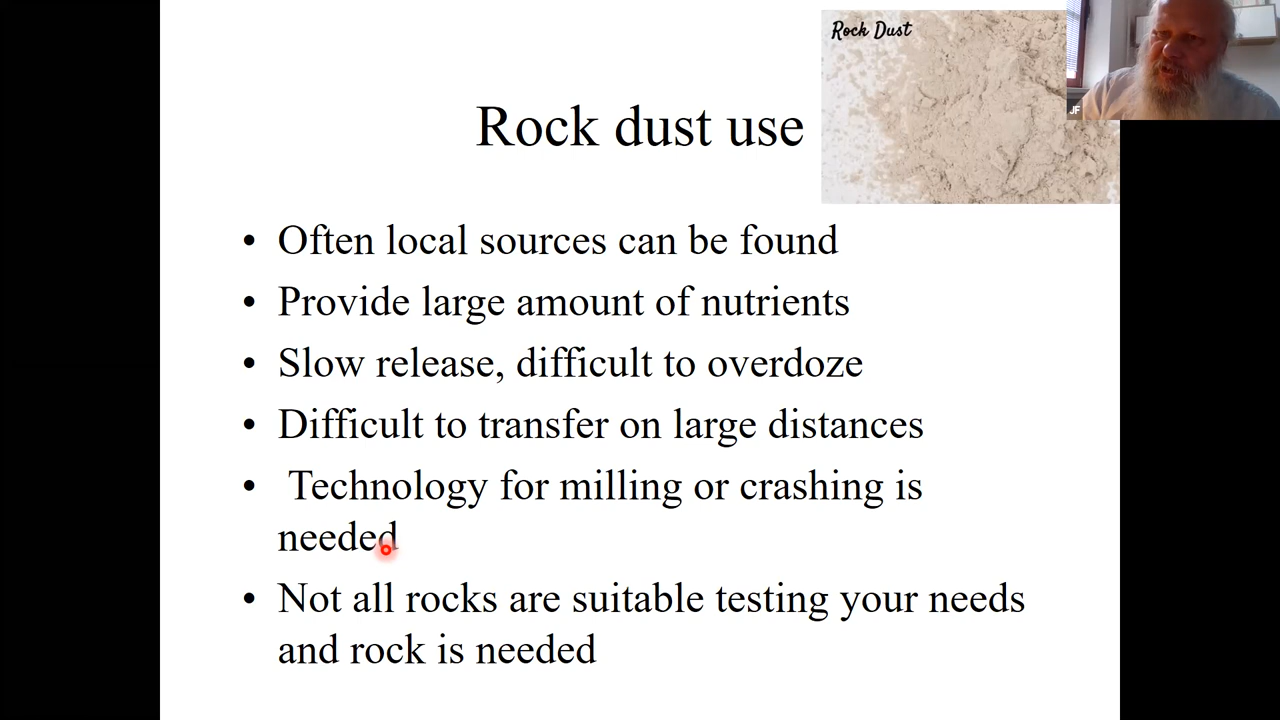 Rock Dust
JF
Rock dust use
• Often local sources can be found
• Provide large amount of nutrients
• Slow release, difficult to overdoze
• Difficult to transfer on large distances
• Technology for milling or crashing is
needed
• Not all rocks are suitable testing your needs
and rock is needed